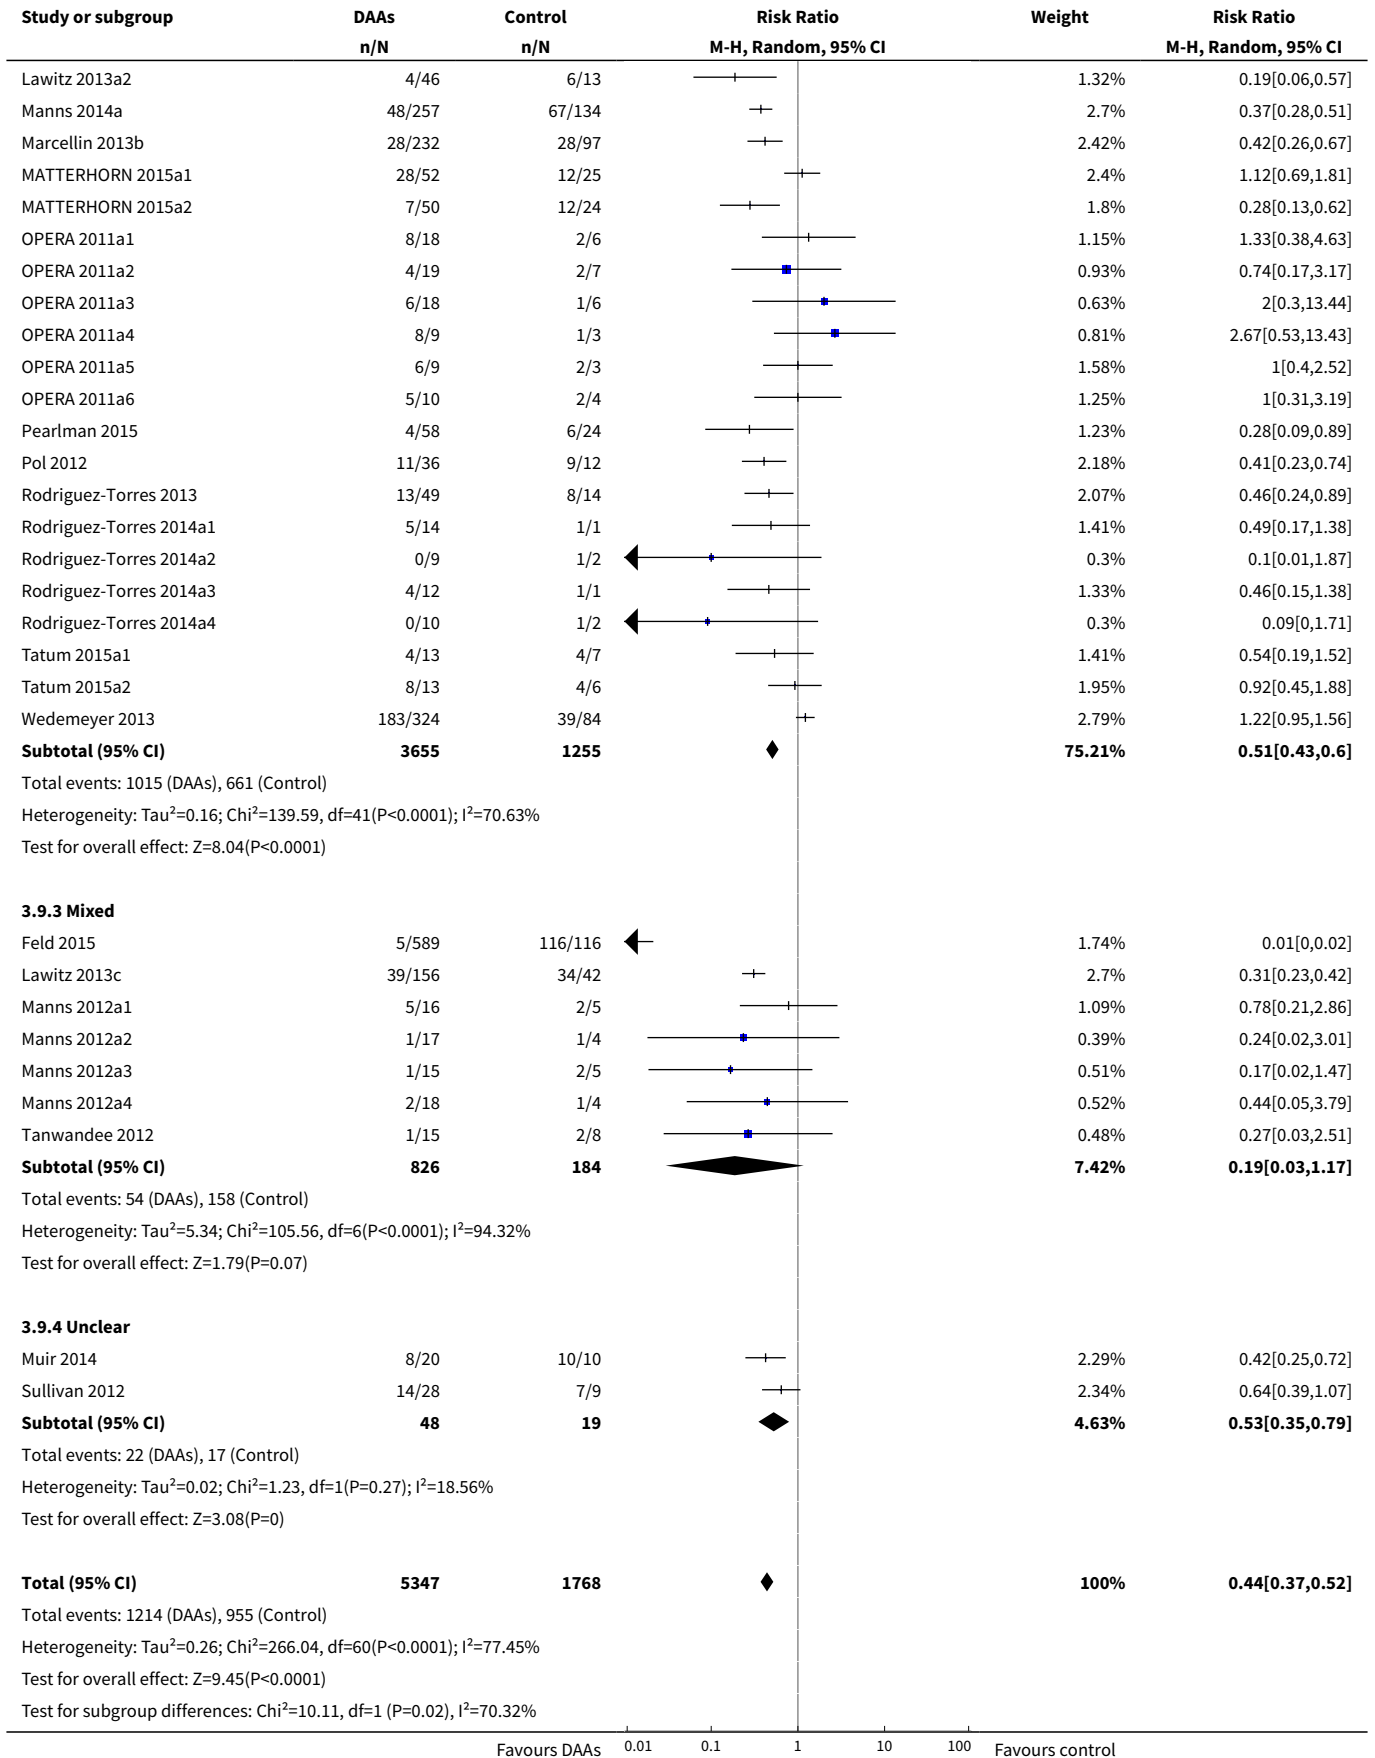 Study or subgroup DAAs Control Risk Ratio Weight Risk Ratio
n/N n/N M-H, Random, 95% CI M-H, Random, 95% CI
Lawitz 2013a2 4/46 6/13 1.32% 0.19[0.06,0.57]
Manns 2014a 48/257 67/134 2.7% 0.37[0.28,0.51]
Marcellin 2013b 28/232 28/97 2.42% 0.42[0.26,0.67]
MATTERHORN 2015a1 28/52 12/25 2.4% 1.12[0.69,1.81]
MATTERHORN 2015a2 7/50 12/24 1.8% 0.28[0.13,0.62]
OPERA 2011a1 8/18 2/6 1.15% 1.33[0.38,4.63]
OPERA 2011a2 4/19 2/7 0.93% 0.74[0.17,3.17]
OPERA 2011a3 6/18 1/6 0.63% 2[0.3,13.44]
OPERA 2011a4 8/9 1/3 0.81% 2.67[0.53,13.43]
OPERA 2011a5 6/9 2/3 1.58% 1[0.4,2.52]
OPERA 2011a6 5/10 2/4 1.25% 1[0.31,3.19]
Pearlman 2015 4/58 6/24 1.23% 0.28[0.09,0.89]
Pol 2012 11/36 9/12 2.18% 0.41[0.23,0.74]
Rodriguez-Torres 2013 13/49 8/14 2.07% 0.46[0.24,0.89]
Rodriguez-Torres 2014a1 5/14 1/1 1.41% 0.49[0.17,1.38]
Rodriguez-Torres 2014a2 0/9 1/2 0.3% 0.1[0.01,1.87]
Rodriguez-Torres 2014a3 4/12 1/1 1.33% 0.46[0.15,1.38]
Rodriguez-Torres 2014a4 0/10 1/2 0.3% 0.09[0,1.71]
Tatum 2015a1 4/13 4/7 1.41% 0.54[0.19,1.52]
Tatum 2015a2 8/13 4/6 1.95% 0.92[0.45,1.88]
Wedemeyer 2013 183/324 39/84 2.79% 1.22[0.95,1.56]
Subtotal (95% CI) 3655 1255 75.21% 0.51[0.43,0.6]
Total events: 1015 (DAAs), 661 (Control)
Heterogeneity: Tau²=0.16; Chi²=139.59, df=41(P<0.0001); I²=70.63%
Test for overall effect: Z=8.04(P<0.0001)
3.9.3 Mixed
Feld 2015 5/589 116/116 1.74% 0.01[0,0.02]
Lawitz 2013c 39/156 34/42 2.7% 0.31[0.23,0.42]
Manns 2012a1 5/16 2/5 1.09% 0.78[0.21,2.86]
Manns 2012a2 1/17 1/4 0.39% 0.24[0.02,3.01]
Manns 2012a3 1/15 2/5 0.51% 0.17[0.02,1.47]
Manns 2012a4 2/18 1/4 0.52% 0.44[0.05,3.79]
Tanwandee 2012 1/15 2/8 0.48% 0.27[0.03,2.51]
Subtotal (95% CI) 826 184 7.42% 0.19[0.03,1.17]
Total events: 54 (DAAs), 158 (Control)
Heterogeneity: Tau²=5.34; Chi²=105.56, df=6(P<0.0001); I²=94.32%
Test for overall effect: Z=1.79(P=0.07)
3.9.4 Unclear
Muir 2014 8/20 10/10 2.29% 0.42[0.25,0.72]
Sullivan 2012 14/28 7/9 2.34% 0.64[0.39,1.07]
Subtotal (95% CI) 48 19 4.63% 0.53[0.35,0.79]
Total events: 22 (DAAs), 17 (Control)
Heterogeneity: Tau²=0.02; Chi²=1.23, df=1(P=0.27); I²=18.56%
Test for overall effect: Z=3.08(P=0)
Total (95% CI) 5347 1768 100% 0.44[0.37,0.52]
Total events: 1214 (DAAs), 955 (Control)
Heterogeneity: Tau²=0.26; Chi²=266.04, df=60(P<0.0001); I²=77.45%
Test for overall effect: Z=9.45(P<0.0001)
Test for subgroup differences: Chi²=10.11, df=1 (P=0.02), I²=70.32%
Favours DAAs 0.01 0.1 1 10 100 Favours control